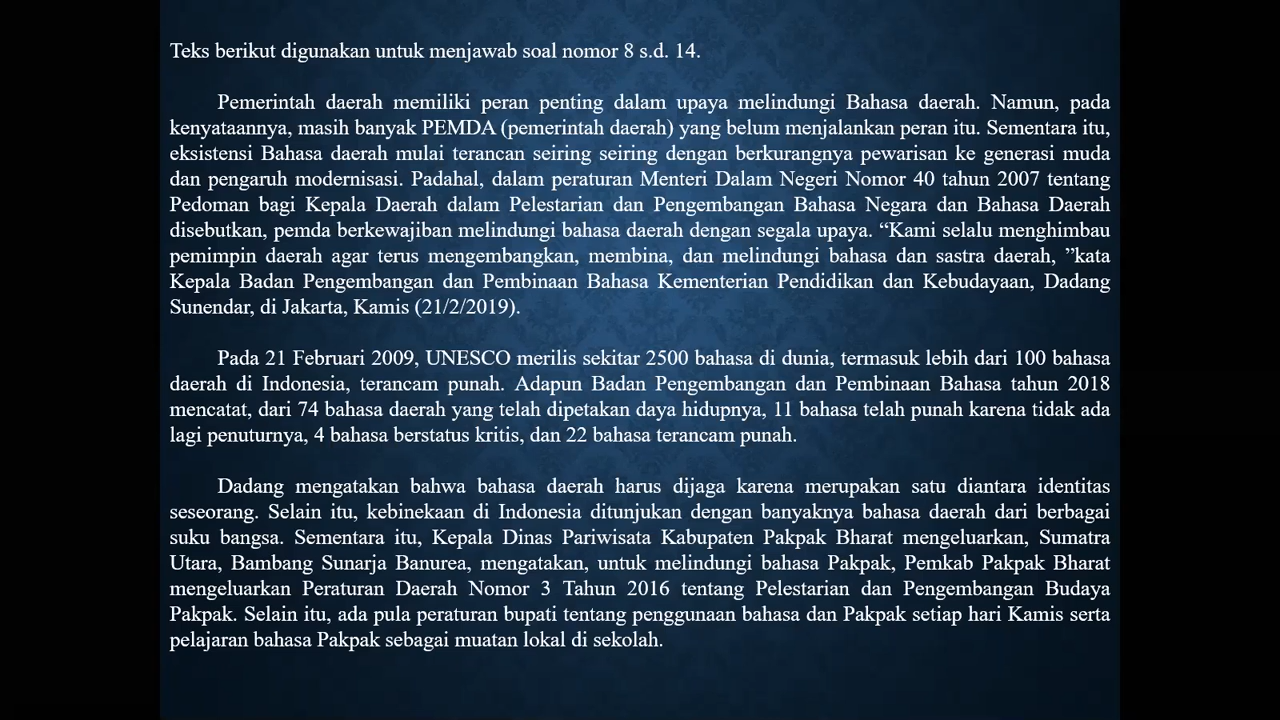 Teks berikut digunakan untuk menjawab soal nomor 8 s.d. 14.
Pemerintah daerah memiliki peran penting dalam upaya melindungi Bahasa daerah. Namun, pada
kenyataannya, masih banyak PEMDA (pemerintah daerah) yang belum menjalankan peran itu. Sementara itu,
eksistensi Bahasa daerah mulai terancan seiring seiring dengan berkurangnya pewarisan ke generasi muda
dan pengaruh modernisasi. Padahal, dalam peraturan Menteri Dalam Negeri Nomor 40 tahun 2007 tentang
Pedoman bagi Kepala Daerah dalam Pelestarian dan Pengembangan Bahasa Negara dan Bahasa Daerah
disebutkan, pemda berkewajiban melindungi bahasa daerah dengan segala upaya. “Kami selalu menghimbau
pemimpin daerah agar terus mengembangkan, membina, dan melindungi bahasa dan sastra daerah, ”kata
Kepala Badan Pengembangan dan Pembinaan Bahasa Kementerian Pendidikan dan Kebudayaan, Dadang
Sunendar, di Jakarta, Kamis (21/2/2019).
Pada 21 Februari 2009, UNESCO merilis sekitar 2500 bahasa di dunia, termasuk lebih dari 100 bahasa
daerah di Indonesia, terancam punah. Adapun Badan Pengembangan dan Pembinaan Bahasa tahun 2018
mencatat, dari 74 bahasa daerah yang telah dipetakan daya hidupnya, 11 bahasa telah punah karena tidak ada
lagi penuturnya, 4 bahasa berstatus kritis, dan 22 bahasa terancam punah.
Dadang mengatakan bahwa bahasa daerah harus dijaga karena merupakan satu diantara identitas
seseorang. Selain itu, kebinekaan di Indonesia ditunjukan dengan banyaknya bahasa daerah dari berbagai
suku bangsa. Sementara itu, Kepala Dinas Pariwisata Kabupaten Pakpak Bharat mengeluarkan, Sumatra
Utara, Bambang Sunarja Banurea, mengatakan, untuk melindungi bahasa Pakpak, Pemkab Pakpak Bharat
mengeluarkan Peraturan Daerah Nomor 3 Tahun 2016 tentang Pelestarian dan Pengembangan Budaya
Pakpak. Selain itu, ada pula peraturan bupati tentang penggunaan bahasa dan Pakpak setiap hari Kamis serta
pelajaran bahasa Pakpak sebagai muatan lokal di sekolah.